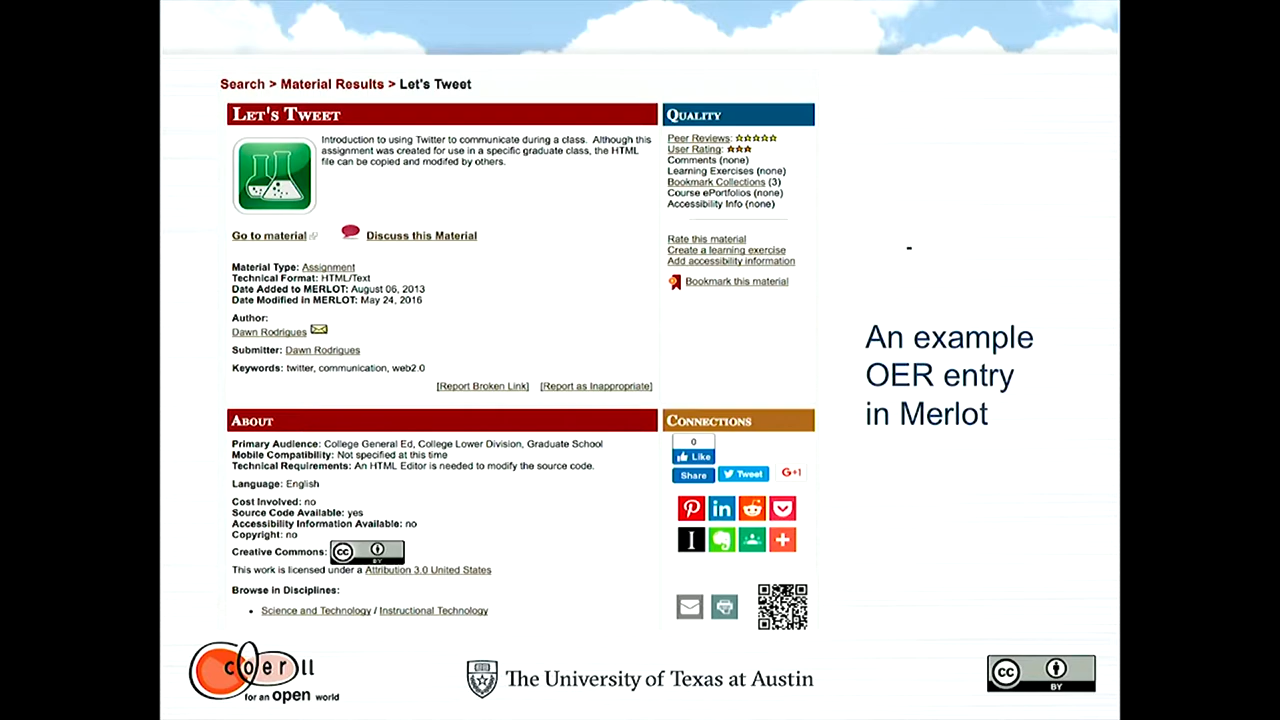 Search > Material Results > Let's Tweet
LET'S TWEET
Introduction to using Twitter to communicate during a class. Although this
assignment was created for use in a specific graduate class, the HTML
file can be copied and modifed by others.
Go to material
Discuss this Material
Material Type: Assignment
Technical Format: HTML/Text
Date Added to MERLOT: August 06, 2013
Date Modified in MERLOT: May 24, 2016
Author:
Dawn Rodrigues
Submitter: Dawn Rodrigues
Keywords: twitter, communication, web2.0
[Report Broken Link] [Report as Inappropriate]
QUALITY
Peer Reviews:
User Rating:
Comments (none)
Learning Exercises (none)
Bookmark Collections (3)
Course ePortfolios (none)
Accessibility Info (none)
Rate this material
Create a learning exercise
Add accessibility information
Bookmark this material
-
An example
OER entry
in Merlot
ABOUT
Primary Audience: College General Ed, College Lower Division, Graduate School
Mobile Compatibility: Not specified at this time
Technical Requirements: An HTML Editor is needed to modify the source code.
Language: English
Cost Involved: no
Source Code Available: yes
Accessibility Information Available: no
Copyright: no
Creative Commons: cc BY
This work is licensed under a Attribution 3.0 United States
Browse in Disciplines:
• Science and Technology / Instructional Technology
CONNECTIONS
0
Like
Share
Tweet
G+1
coerll
for an open world
The University of Texas at Austin
cc BY